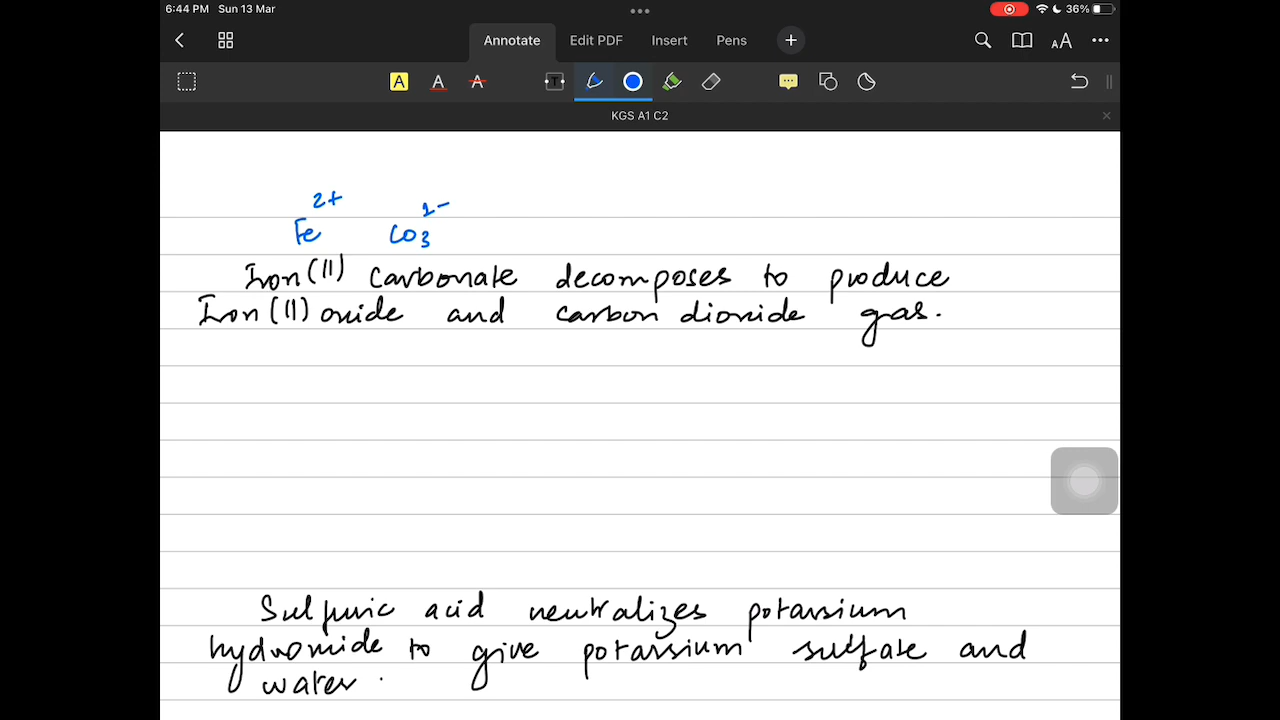 6:44 PM Sun 13 Mar
36%
Annotate Edit PDF Insert Pens
KGS A1 C2
2+ 2-
Fe CO3
Iron (II) carbonate decomposes to produce
Iron (II) oxide and carbon dioxide gas.
Sulfuric acid neutralizes potassium
hydroxide to give potassium sulfate and
water.